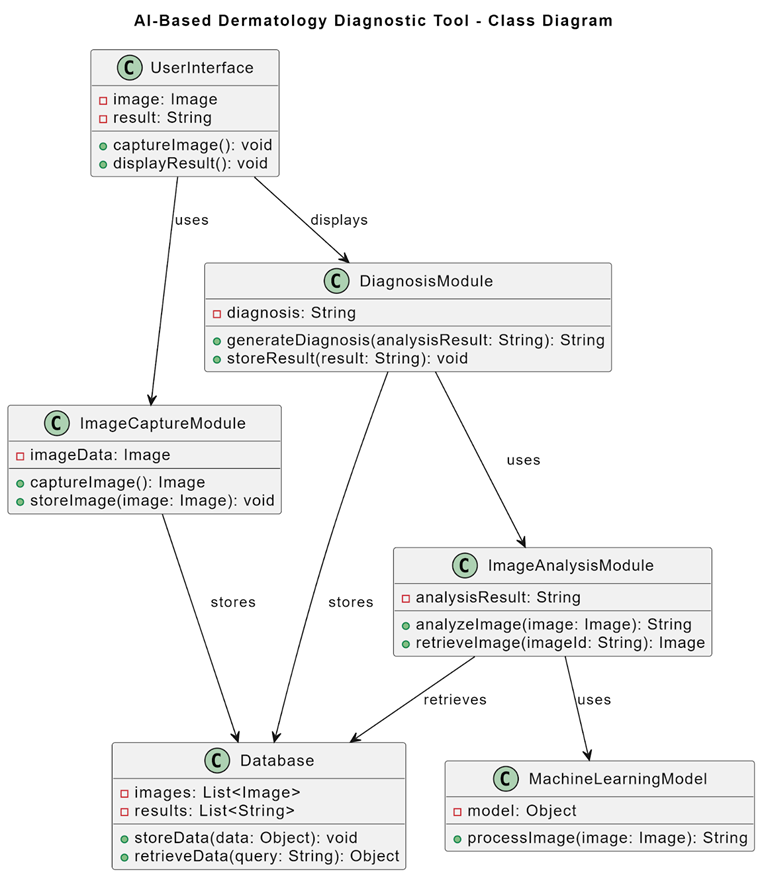 AI-Based Dermatology Diagnostic Tool - Class Diagram
C UserInterface
image: Image
result: String
captureImage(): void
displayResult(): void
uses
displays
C DiagnosisModule
diagnosis: String
generateDiagnosis(analysisResult: String): String
storeResult(result: String): void
C ImageCaptureModule
imageData: Image
captureImage(): Image
storeImage(image: Image): void
uses
C ImageAnalysisModule
analysisResult: String
analyzeImage(image: Image): String
retrieveImage(imageId: String): Image
stores
stores
retrieves
uses
C Database
images: List<Image>
results: List<String>
storeData(data: Object): void
retrieveData(query: String): Object
C MachineLearningModel
model: Object
processImage(image: Image): String